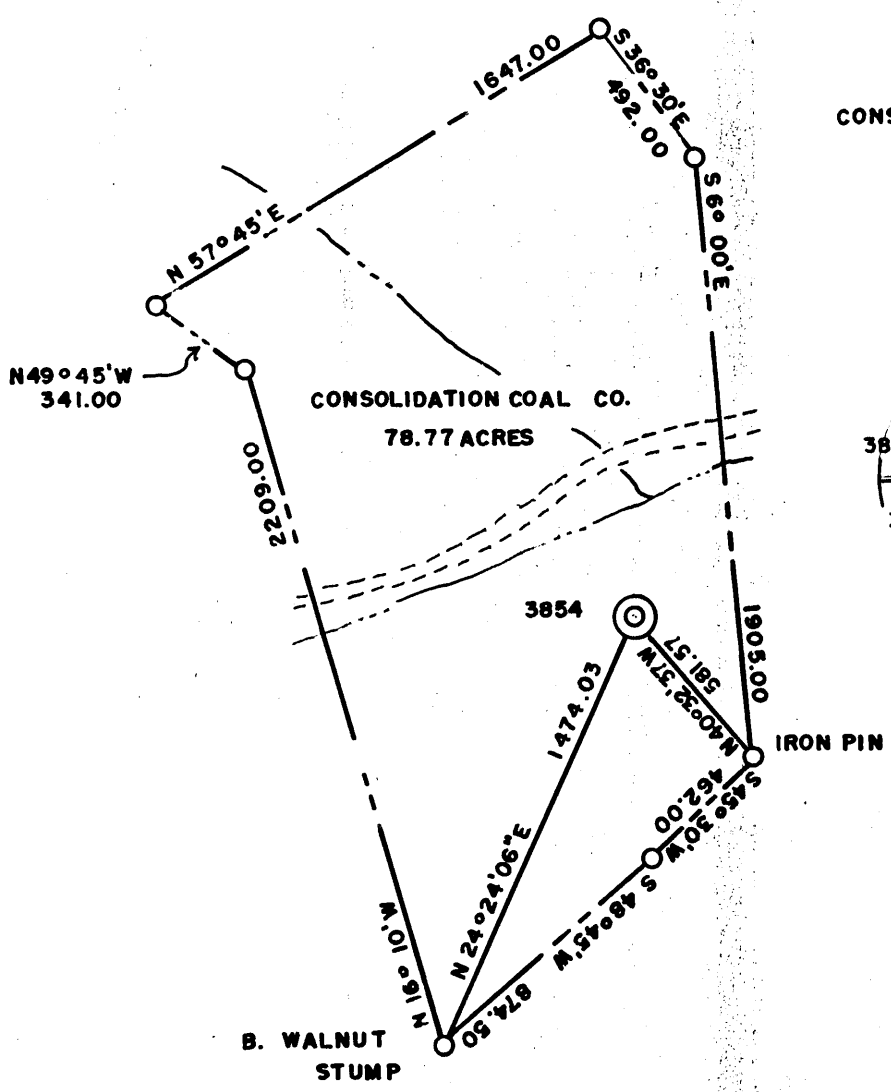 1647.00
S 36° 30' E
492.00
CONS
N 57° 45' E
S 6° 00' E
N 49° 45' W
341.00
CONSOLIDATION COAL CO.
78.77 ACRES
38
2209.00
3854
1905.00
581.57
N 40° 32' 37" W
1474.03
IRON PIN
462.00
S 45° 30' W
N 24° 24' 06" E
S 48° 45' W
N 16° 10' W
874.50
B. WALNUT
STUMP